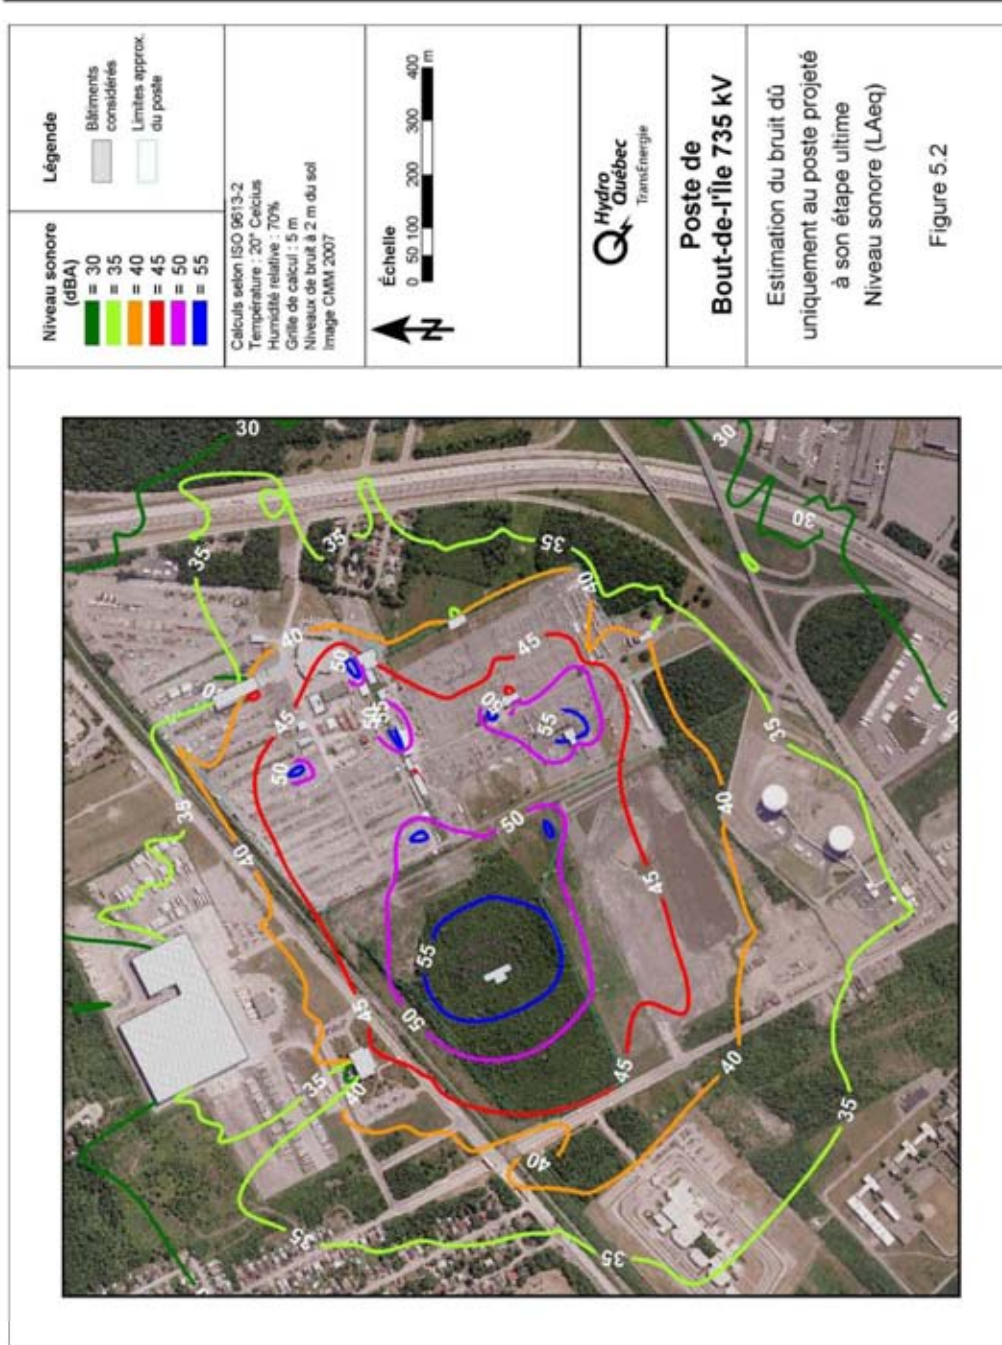 Niveau sonore
(dBA)
= 30
= 35
= 40
= 45
= 50
= 55
Légende
Bâtiments
considérés
Limites approx.
du poste
Calculs selon ISO 9613-2
Température : 20° Celcius
Humidité relative : 70%
Grille de calcul : 5 m
Niveaux de bruit à 2 m du sol
Image CMM 2007
Échelle
0 50 100 200 300 400
m
N
Hydro
Québec
TransÉnergie
Poste de
Bout-de-l'Île 735 kV
Estimation du bruit dû
uniquement au poste projeté
à son étape ultime
Niveau sonore (LAeq)
Figure 5.2
30
35
35
30
30
35
40
40
45
50
45
50
50
55
35
40
50
45
40
35
55
50
45
45
40
35
40
40
35
35
35